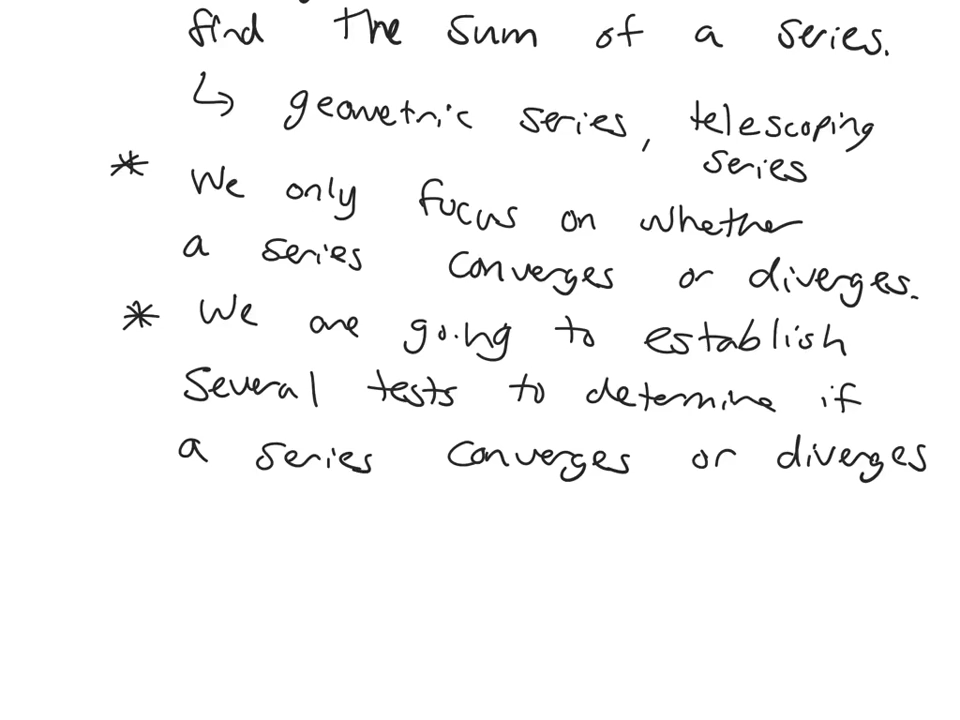 find the sum of a series.
↳ geometric series, telescoping
series
* We only focus on whether
a series converges or diverges.
* We are going to establish
several tests to determine if
a series converges or diverges